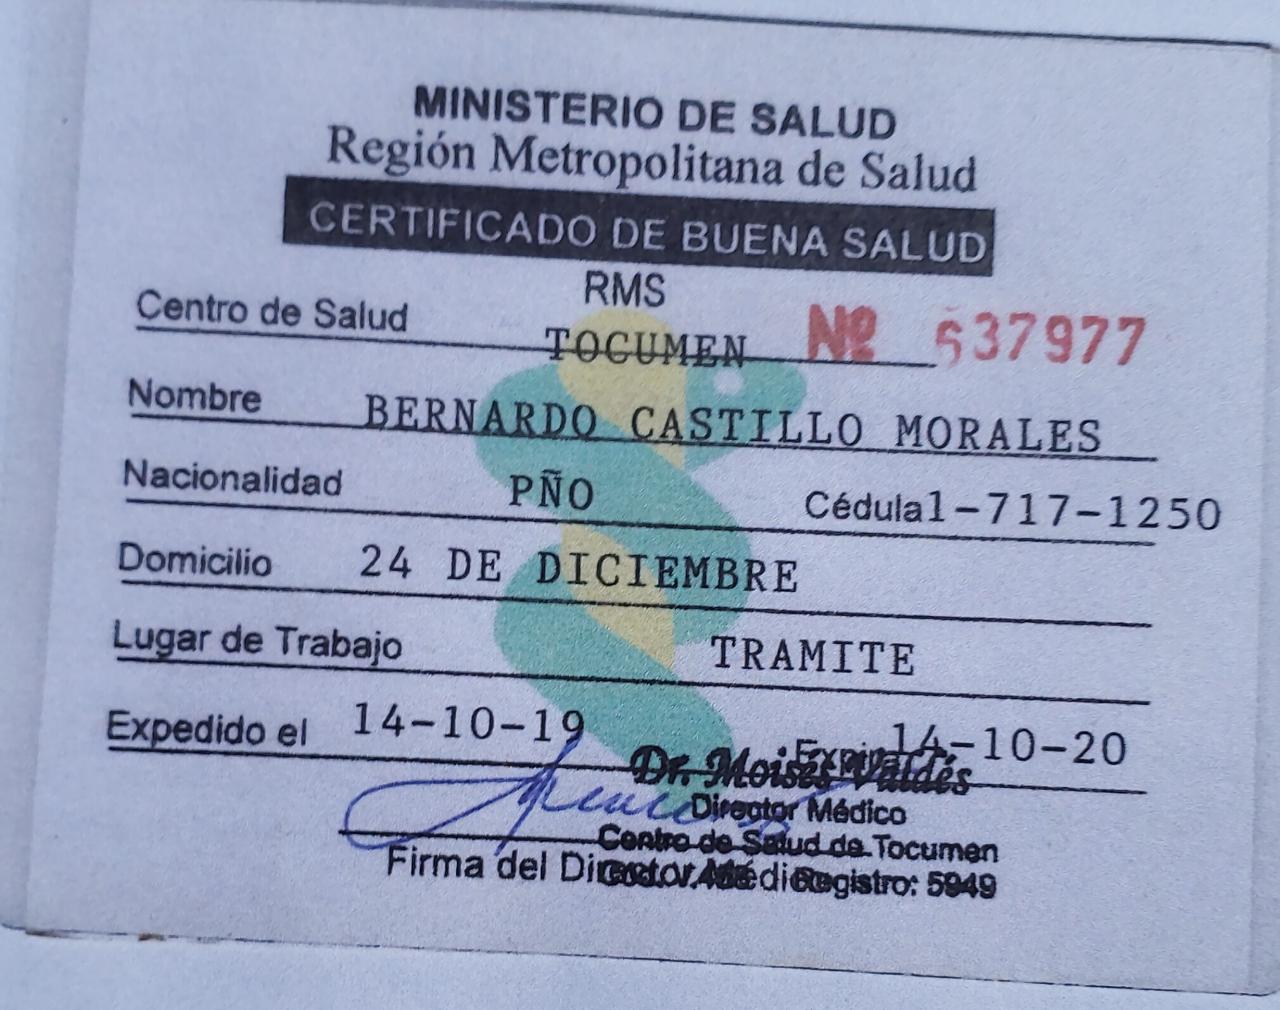 MINISTERIO DE SALUD
Región Metropolitana de Salud
CERTIFICADO DE BUENA SALUD
RMS
Centro de Salud TOCUMEN Nº 637977
Nombre BERNARDO CASTILLO MORALES
Nacionalidad PÑO Cédula 1-717-1250
Domicilio 24 DE DICIEMBRE
Lugar de Trabajo TRAMITE
Expedido el 14-10-19 Expira 14-10-20
Dr. Moisés Valdés
Director Médico
Centro de Salud de Tocumen
Firma del Director Médico Registro: 5949